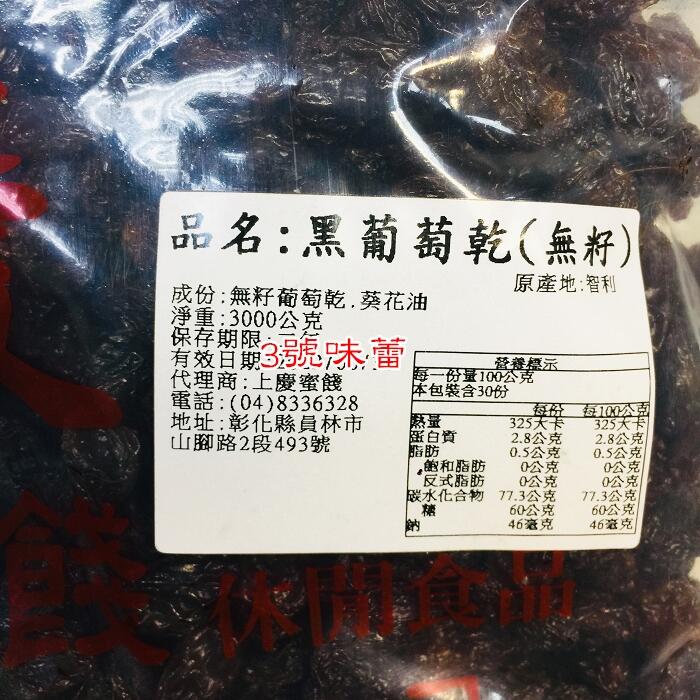 品名:黑葡萄乾(無籽)
原產地:智利
成份:無籽葡萄乾.葵花油
淨重:3000公克
保存期限:
有效日期
3號味蕾
代理商:上慶蜜餞
電話:(04)8336328
地址:彰化縣員林市
山腳路2段493號
營養標示
每一份量100公克
本包裝含30份
每份 每100公克
熱量 325大卡 325大卡
蛋白質 2.8公克 2.8公克
脂肪 0.5公克 0.5公克
飽和脂肪 0公克 0公克
反式脂肪 0公克 0公克
碳水化合物 77.3公克 77.3公克
糖 60公克 60公克
鈉 46毫克 46毫克
餞 休閒食品